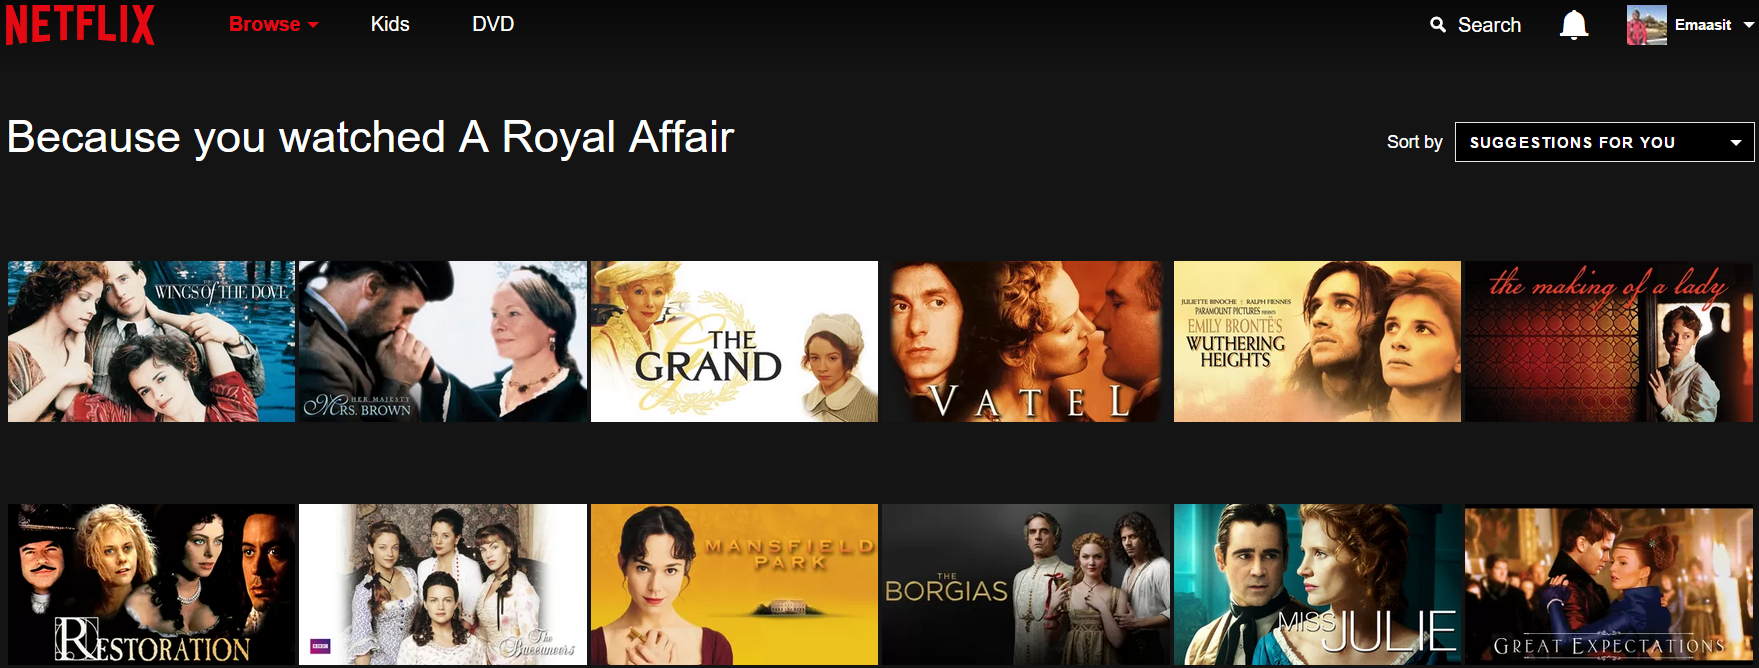 NETFLIX
Browse
Kids
DVD
Search
Emaasit
Because you watched A Royal Affair
Sort by
SUGGESTIONS FOR YOU
WINGS OF THE DOVE
HER MAJESTY
MRS. BROWN
THE
GRAND
VATEL
JULIETTE BINOCHE | RALPH FIENNES
PARAMOUNT PICTURES PRESENTS
EMILY BRONTË'S
WUTHERING
HEIGHTS
the making of a lady
RESTORATION
BBC
The
Buccaneers
MANSFIELD
PARK
THE
BORGIAS
MISS JULIE
GREAT EXPECTATIONS